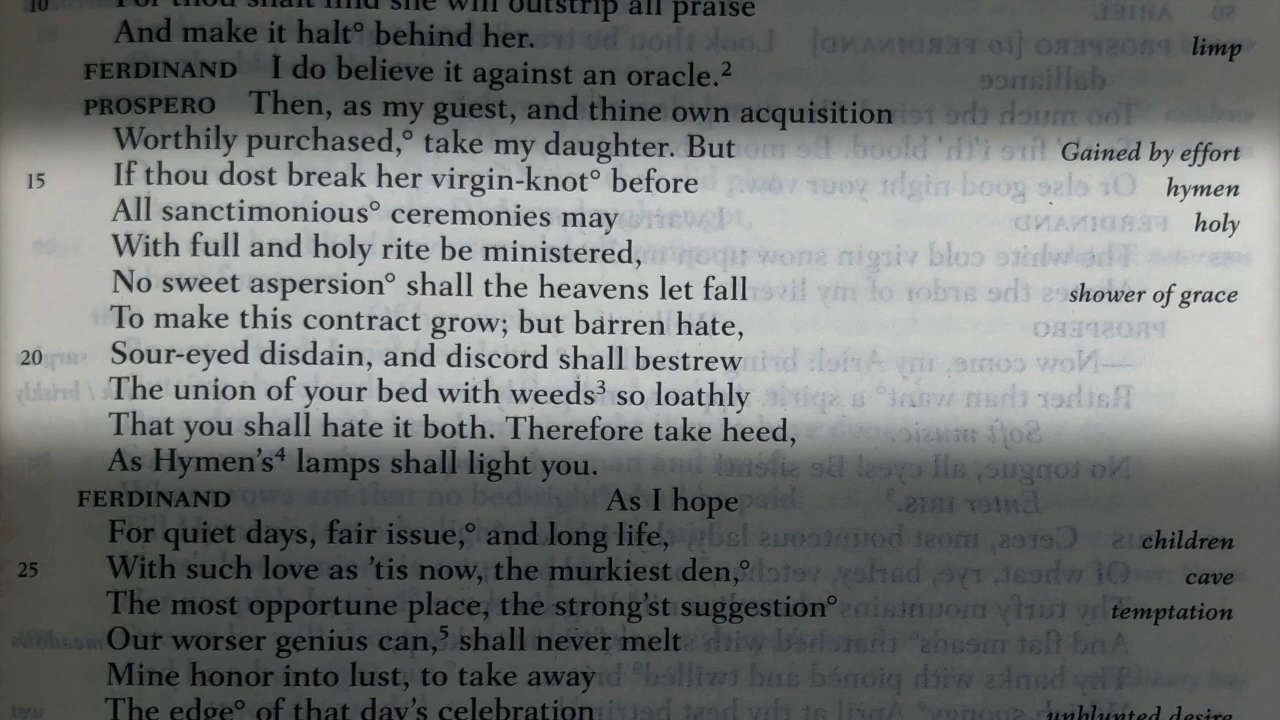 10 For thou shalt find she will outstrip all praise
And make it halt° behind her. limp
FERDINAND I do believe it against an oracle.²
PROSPERO Then, as my guest, and thine own acquisition
Worthily purchased,° take my daughter. But Gained by effort
15 If thou dost break her virgin-knot° before hymen
All sanctimonious° ceremonies may holy
With full and holy rite be ministered,
No sweet aspersion° shall the heavens let fall shower of grace
To make this contract grow; but barren hate,
20 Sour-eyed disdain, and discord shall bestrew
The union of your bed with weeds³ so loathly
That you shall hate it both. Therefore take heed,
As Hymen's⁴ lamps shall light you.
FERDINAND As I hope
For quiet days, fair issue,° and long life, children
25 With such love as 'tis now, the murkiest den,° cave
The most opportune place, the strong'st suggestion° temptation
Our worser genius can,⁵ shall never melt
Mine honor into lust, to take away
The edge° of that day's celebration unblunted desire